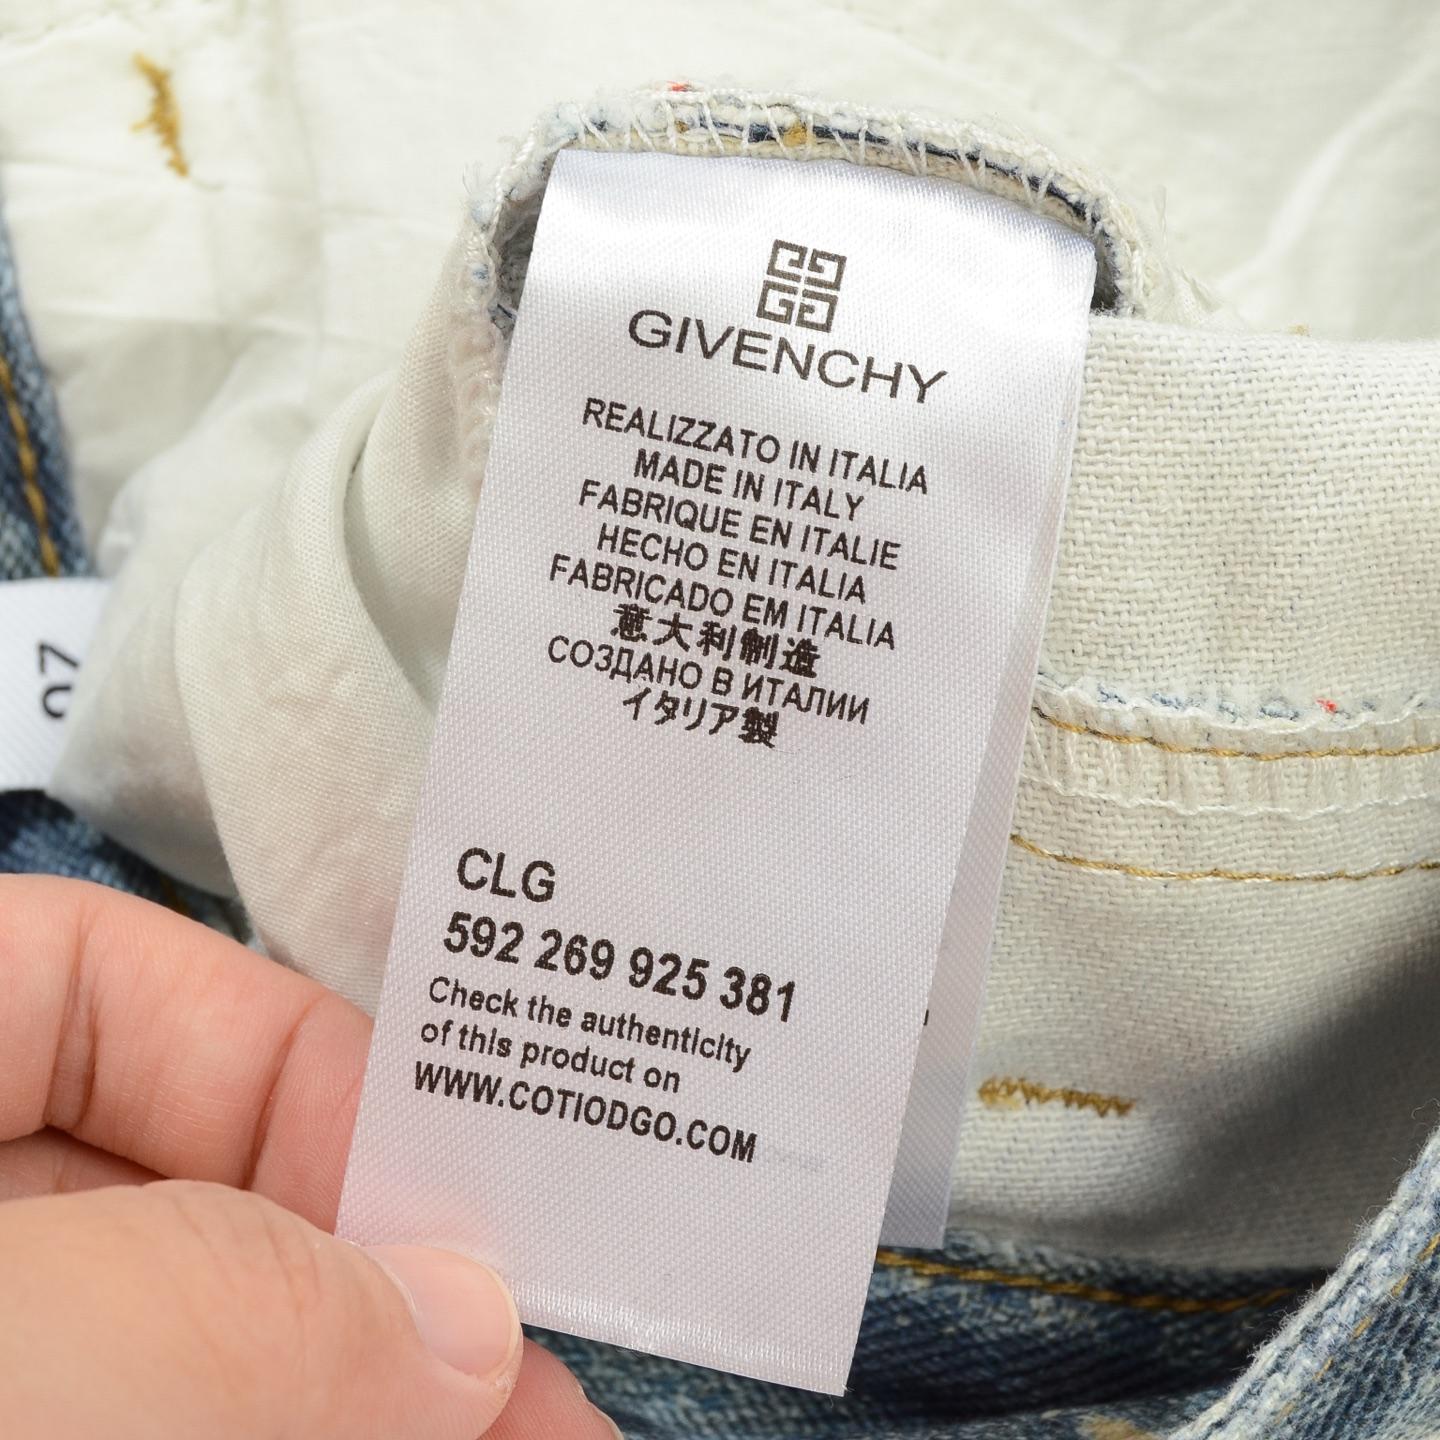 GIVENCHY
REALIZZATO IN ITALIA
MADE IN ITALY
FABRIQUE EN ITALIE
HECHO EN ITALIA
FABRICADO EM ITALIA
意大利制造
СОЗДАНО В ИТАЛИИ
イタリア製
CLG
592 269 925 381
Check the authenticity
of this product on
WWW.COTIODGO.COM